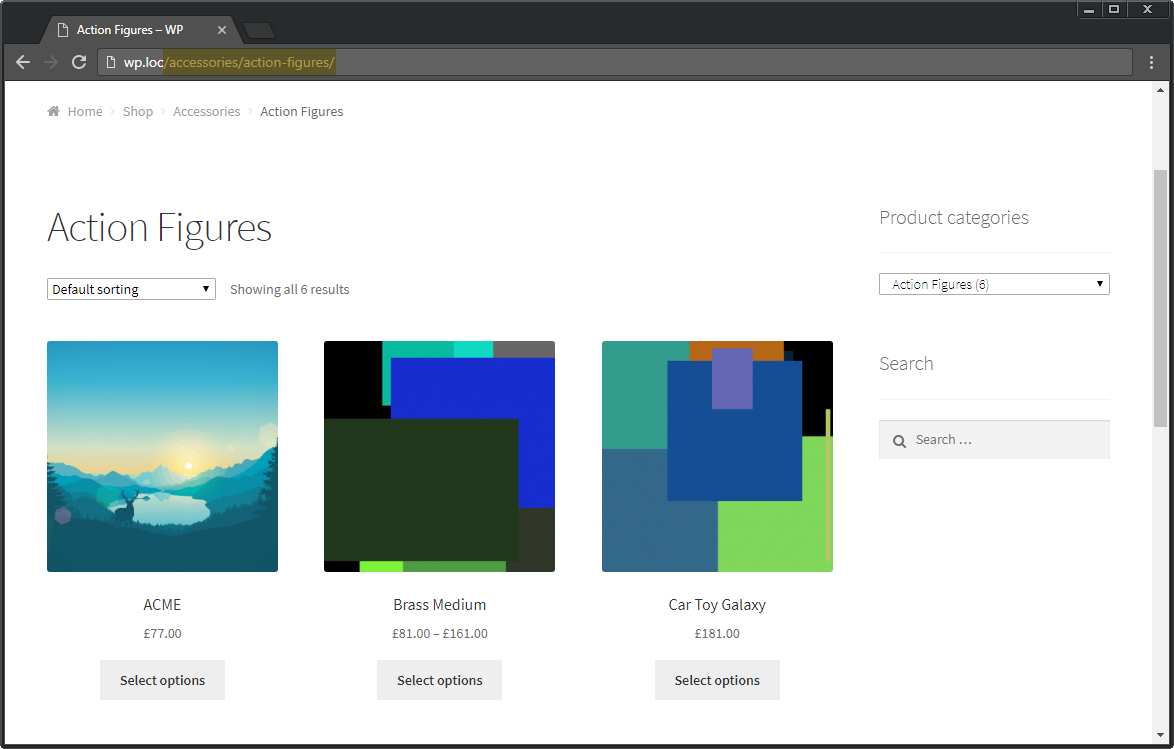 Action Figures – WP
wp.loc/accessories/action-figures/
Home Shop Accessories Action Figures
Action Figures
Default sorting
Showing all 6 results
ACME
£77.00
Select options
Brass Medium
£81.00 – £161.00
Select options
Car Toy Galaxy
£181.00
Select options
Product categories
Action Figures (6)
Search
Search …